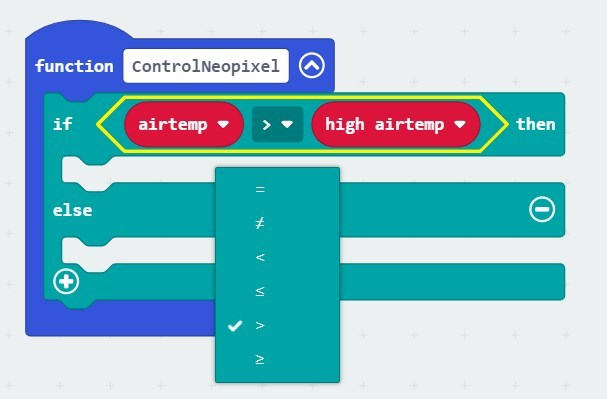 function ControlNeopixel
if airtemp > high airtemp then
=
≠
else
<
≤
>
≥